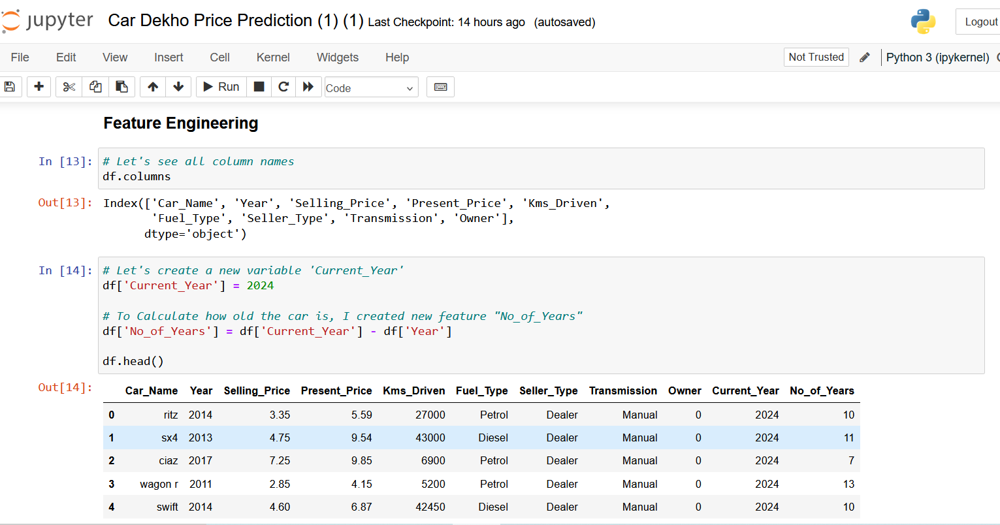 jupyter Car Dekho Price Prediction (1) (1) Last Checkpoint: 14 hours ago (autosaved) Logout
File Edit View Insert Cell Kernel Widgets Help Not Trusted Python 3 (ipykernel)
Run Code
Feature Engineering
In [13]: # Let's see all column names
df.columns
Out[13]: Index(['Car_Name', 'Year', 'Selling_Price', 'Present_Price', 'Kms_Driven',
'Fuel_Type', 'Seller_Type', 'Transmission', 'Owner'],
dtype='object')
In [14]: # Let's create a new variable 'Current_Year'
df['Current_Year'] = 2024
# To Calculate how old the car is, I created new feature "No_of_Years"
df['No_of_Years'] = df['Current_Year'] - df['Year']
df.head()
Out[14]:
Car_Name Year Selling_Price Present_Price Kms_Driven Fuel_Type Seller_Type Transmission Owner Current_Year No_of_Years
0 ritz 2014 3.35 5.59 27000 Petrol Dealer Manual 0 2024 10
1 sx4 2013 4.75 9.54 43000 Diesel Dealer Manual 0 2024 11
2 ciaz 2017 7.25 9.85 6900 Petrol Dealer Manual 0 2024 7
3 wagon r 2011 2.85 4.15 5200 Petrol Dealer Manual 0 2024 13
4 swift 2014 4.60 6.87 42450 Diesel Dealer Manual 0 2024 10